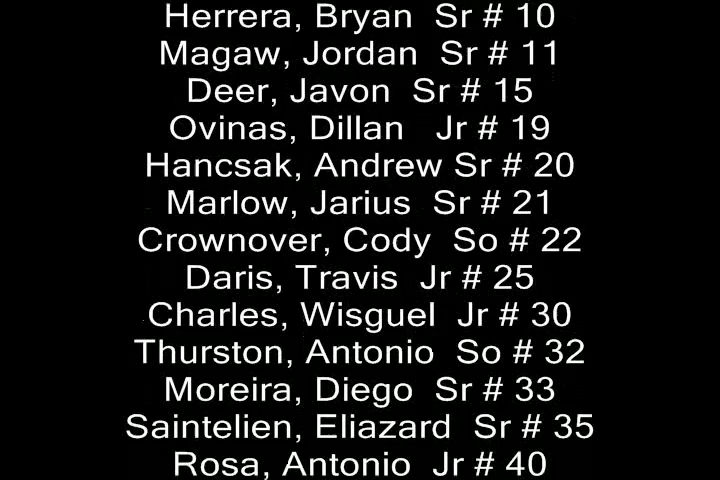 Herrera, Bryan Sr # 10
Magaw, Jordan Sr # 11
Deer, Javon Sr # 15
Ovinas, Dillan Jr # 19
Hancsak, Andrew Sr # 20
Marlow, Jarius Sr # 21
Crownover, Cody So # 22
Daris, Travis Jr # 25
Charles, Wisguel Jr # 30
Thurston, Antonio So # 32
Moreira, Diego Sr # 33
Saintelien, Eliazard Sr # 35
Rosa, Antonio Jr # 40